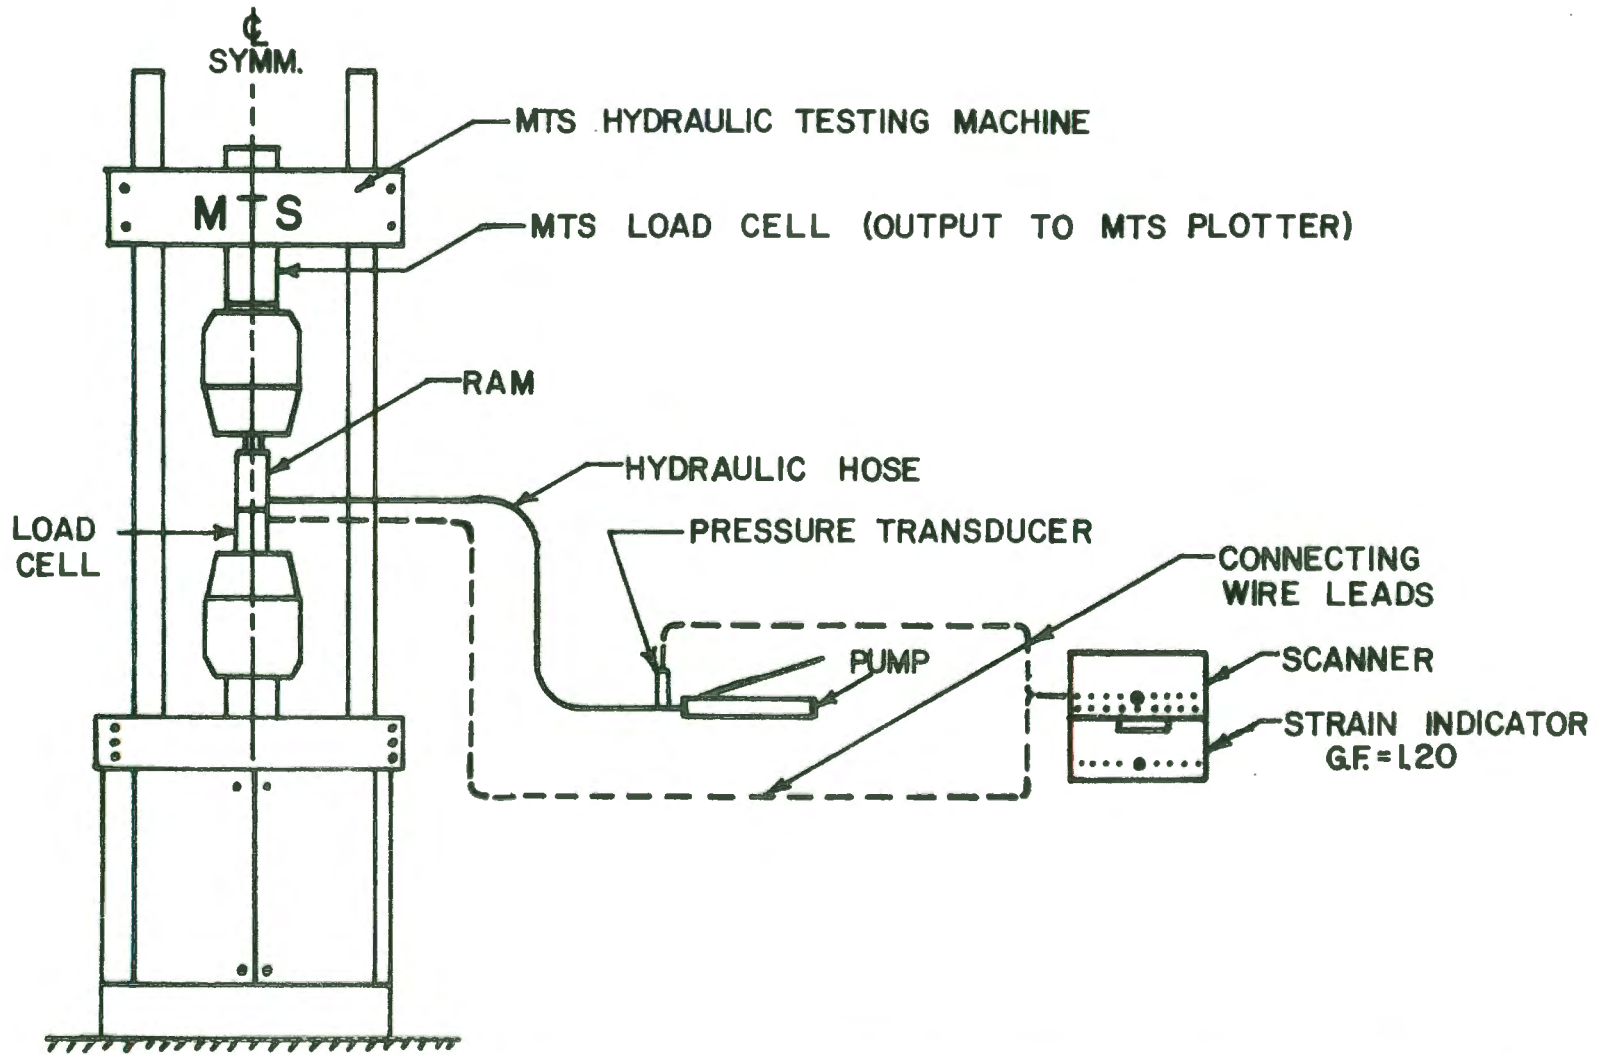 ℄
SYMM.
MTS HYDRAULIC TESTING MACHINE
MTS
MTS LOAD CELL (OUTPUT TO MTS PLOTTER)
RAM
HYDRAULIC HOSE
LOAD
CELL
PRESSURE TRANSDUCER
CONNECTING
WIRE LEADS
PUMP
SCANNER
STRAIN INDICATOR
G.F. = 1.20